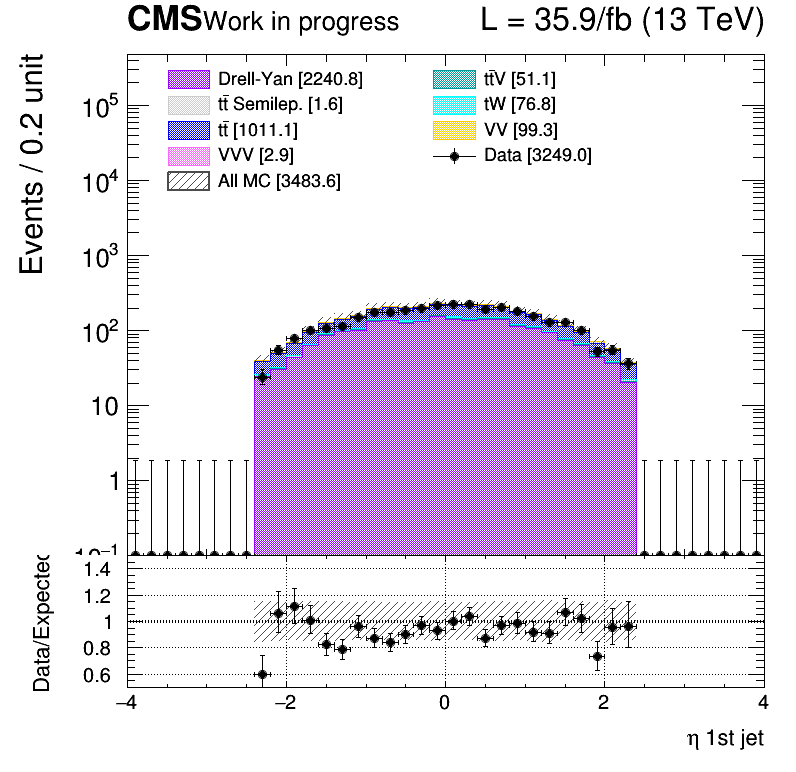 CMS Work in progress L = 35.9/fb (13 TeV)
Events / 0.2 unit
Drell-Yan [2240.8]
tt̄ Semilep. [1.6]
tt̄ [1011.1]
VVV [2.9]
All MC [3483.6]
tt̄V [51.1]
tW [76.8]
VV [99.3]
Data [3249.0]
10⁵
10⁴
10³
10²
10
1
Data/Expected
1.4
1.2
1
0.8
0.6
−4 −2 0 2 4
η 1st jet